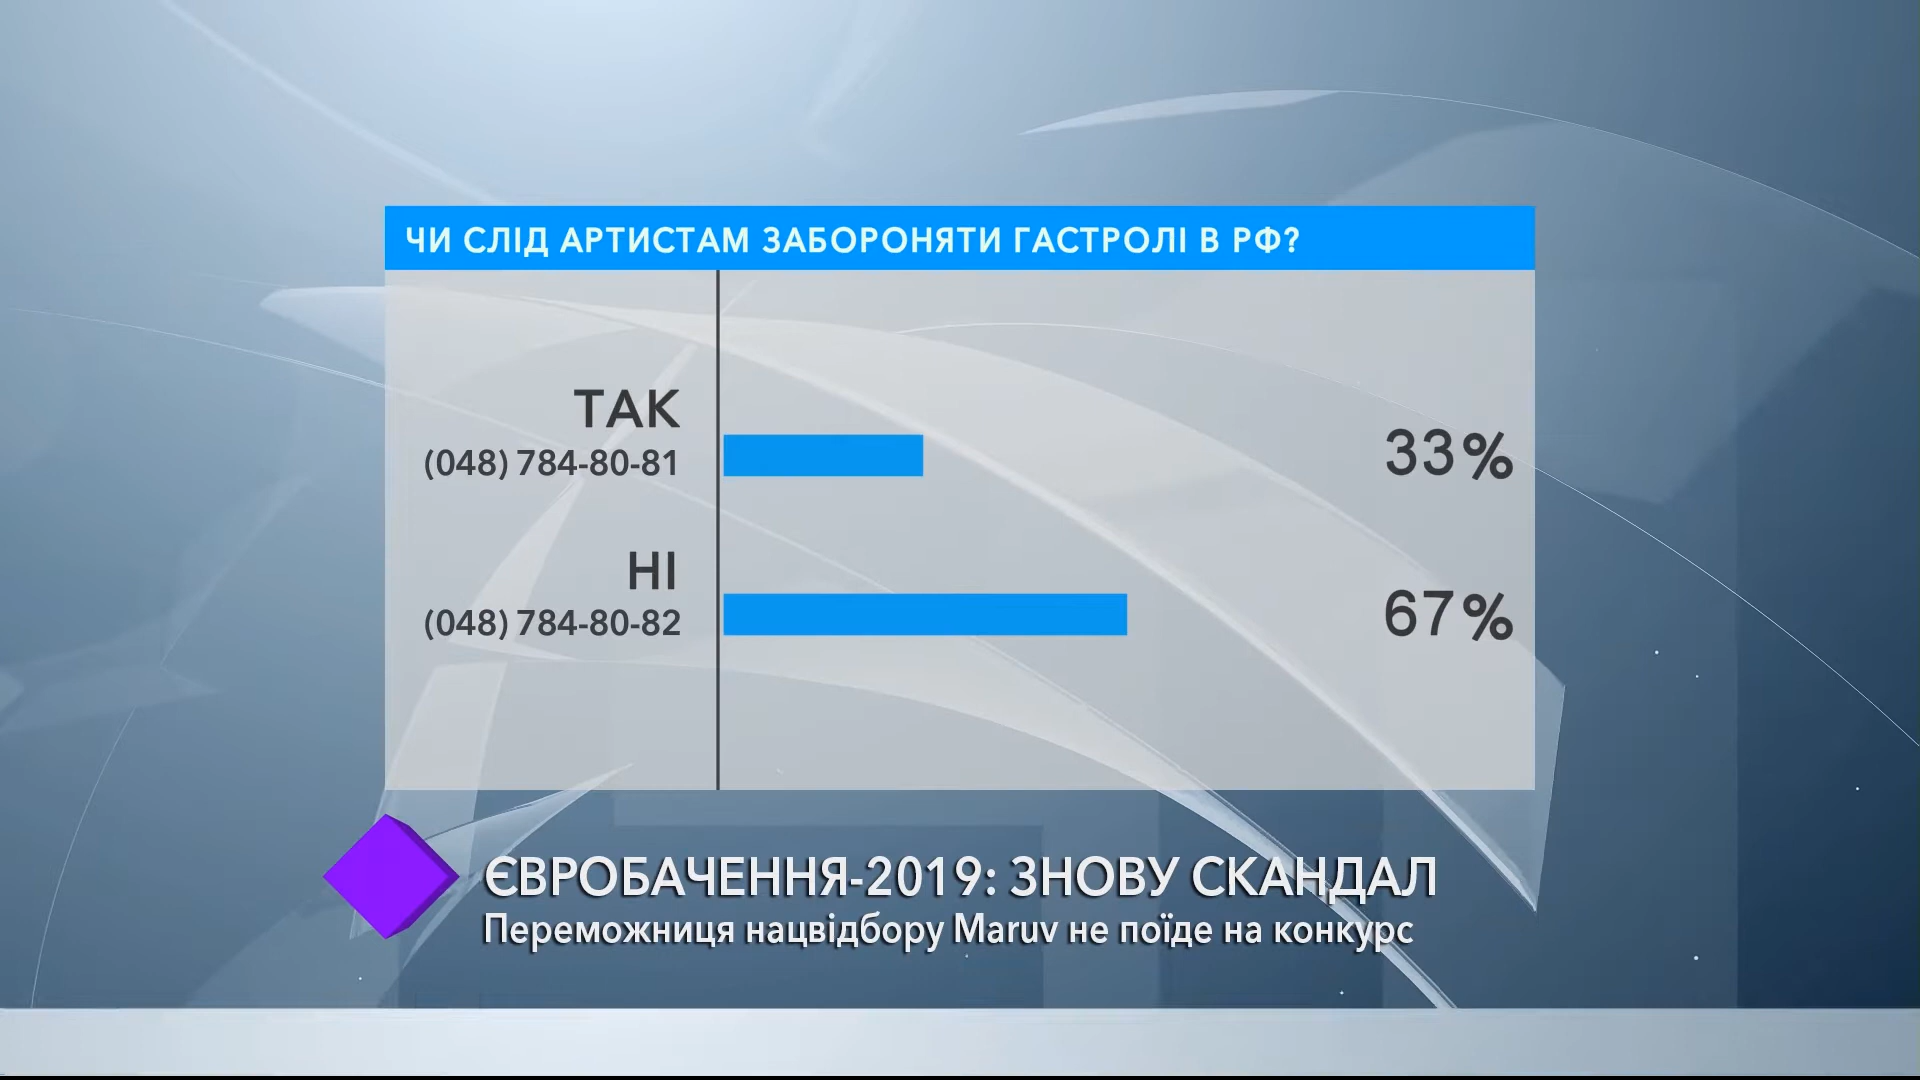 ЧИ СЛІД АРТИСТАМ ЗАБОРОНЯТИ ГАСТРОЛІ В РФ?
ТАК
(048) 784-80-81
33%
НІ
(048) 784-80-82
67%
ЄВРОБАЧЕННЯ-2019: ЗНОВУ СКАНДАЛ
Переможниця нацвідбору Maruv не поїде на конкурс